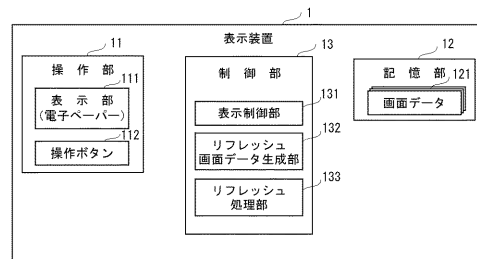 1
表示装置
11
操 作 部
111
表 示 部
(電子ペーパー)
112
操作ボタン
13
制 御 部
131
表示制御部
132
リフレッシュ
画面データ生成部
133
リフレッシュ
処理部
12
記 憶 部
121
画面データ